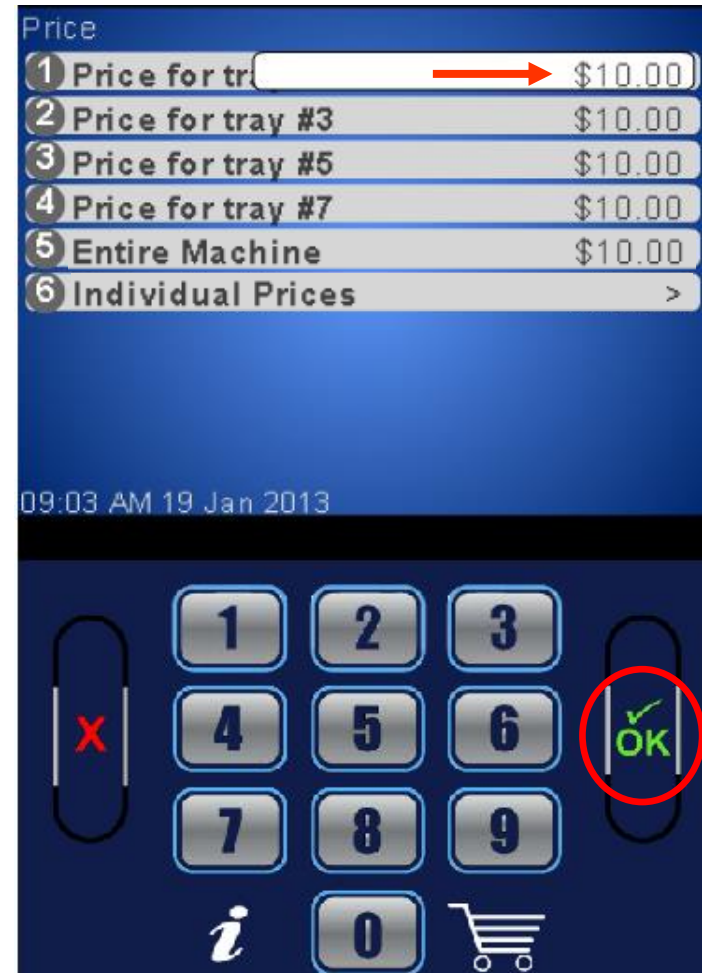 Price
1 Price for tr $10.00
2 Price for tray #3 $10.00
3 Price for tray #5 $10.00
4 Price for tray #7 $10.00
5 Entire Machine $10.00
6 Individual Prices >
09:03 AM 19 Jan 2013
1 2 3
X 4 5 6 OK
7 8 9
i 0